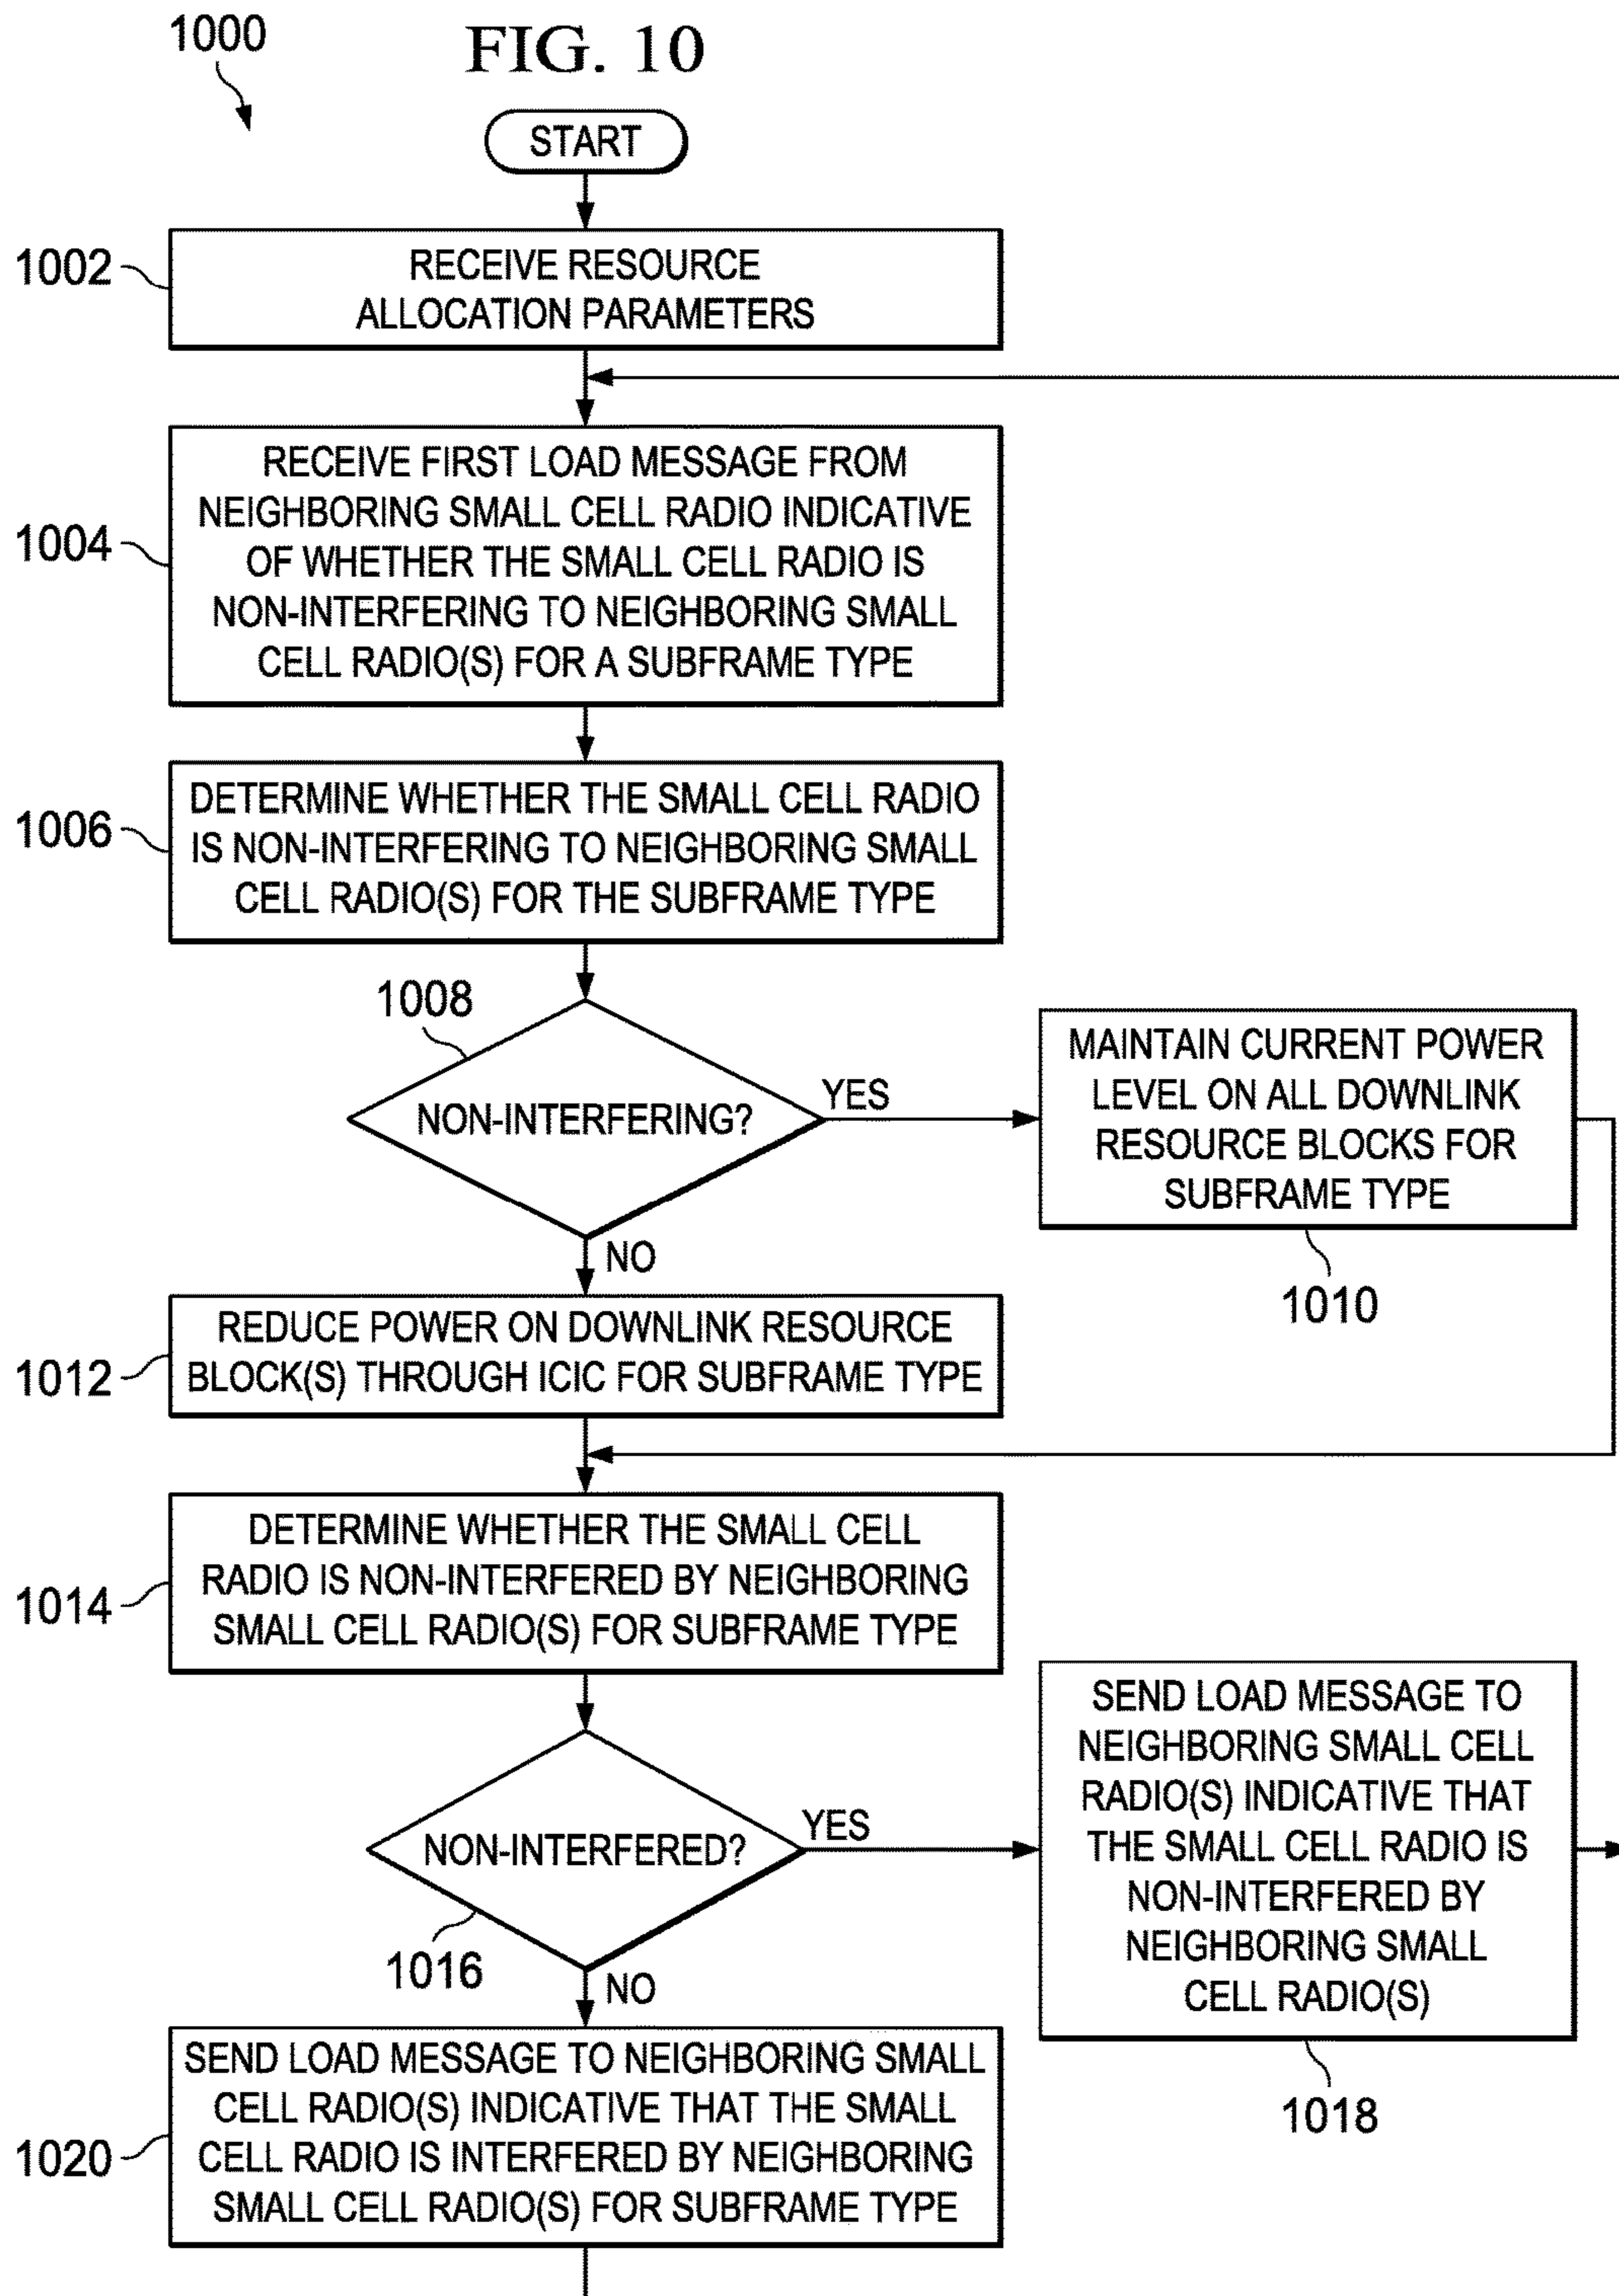 1000
FIG. 10
START
1002
RECEIVE RESOURCE
ALLOCATION PARAMETERS
1004
RECEIVE FIRST LOAD MESSAGE FROM
NEIGHBORING SMALL CELL RADIO INDICATIVE
OF WHETHER THE SMALL CELL RADIO IS
NON-INTERFERING TO NEIGHBORING SMALL
CELL RADIO(S) FOR A SUBFRAME TYPE
1006
DETERMINE WHETHER THE SMALL CELL RADIO
IS NON-INTERFERING TO NEIGHBORING SMALL
CELL RADIO(S) FOR THE SUBFRAME TYPE
1008
NON-INTERFERING?
YES
MAINTAIN CURRENT POWER
LEVEL ON ALL DOWNLINK
RESOURCE BLOCKS FOR
SUBFRAME TYPE
1010
NO
1012
REDUCE POWER ON DOWNLINK RESOURCE
BLOCK(S) THROUGH ICIC FOR SUBFRAME TYPE
1014
DETERMINE WHETHER THE SMALL CELL
RADIO IS NON-INTERFERED BY NEIGHBORING
SMALL CELL RADIO(S) FOR SUBFRAME TYPE
NON-INTERFERED?
1016
YES
SEND LOAD MESSAGE TO
NEIGHBORING SMALL CELL
RADIO(S) INDICATIVE THAT
THE SMALL CELL RADIO IS
NON-INTERFERED BY
NEIGHBORING SMALL
CELL RADIO(S)
1018
NO
1020
SEND LOAD MESSAGE TO NEIGHBORING SMALL
CELL RADIO(S) INDICATIVE THAT THE SMALL
CELL RADIO IS INTERFERED BY NEIGHBORING
SMALL CELL RADIO(S) FOR SUBFRAME TYPE